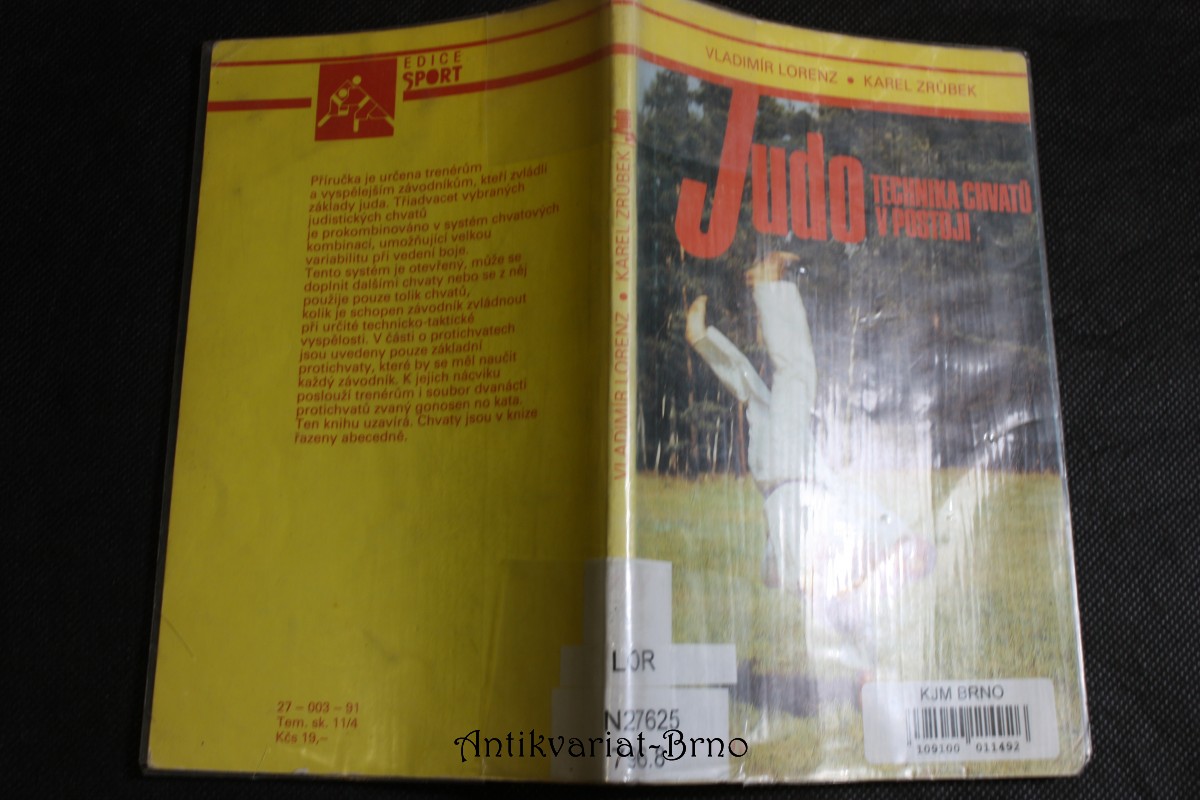 EDICE
SPORT
Příručka je určena trenérům
a vyspělejším závodníkům, kteří zvládli
základy juda. Třiadvacet vybraných
judistických chvatů
je prokombinováno v systém chvatových
kombinací, umožňující velkou
variabilitu při vedení boje.
Tento systém je otevřený, může se
doplnit dalšími chvaty nebo se z něj
použije pouze tolik chvatů,
kolik je schopen závodník zvládnout
při určité technicko-taktické
vyspělosti. V části o protichvatech
jsou uvedeny pouze základní
protichvaty, které by se měl naučit
každý závodník. K jejich nácviku
poslouží trenérům i soubor dvanácti
protichvatů zvaný gonosen no kata.
Ten knihu uzavírá. Chvaty jsou v knize
řazeny abecedně.
27 – 003 – 91
Tem. sk. 11/4
Kčs 19,–
VLADIMÍR LORENZ • KAREL ZRŮBEK Judo
LOR
N27625
VLADIMÍR LORENZ • KAREL ZRŮBEK
Judo
TECHNIKA CHVATŮ
V POSTOJI
KJM BRNO
109100 011492
Antikvariat-Brno